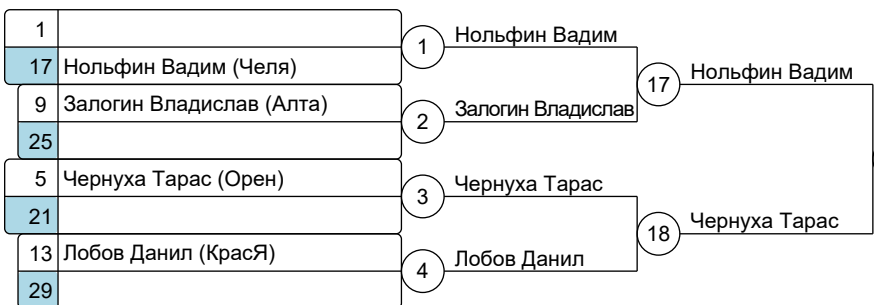 1
17 Нольфин Вадим (Челя)
1
Нольфин Вадим
9 Залогин Владислав (Алта)
25
2
Залогин Владислав
17
Нольфин Вадим
5 Чернуха Тарас (Орен)
21
3
Чернуха Тарас
13 Лобов Данил (КрасЯ)
29
4
Лобов Данил
18
Чернуха Тарас